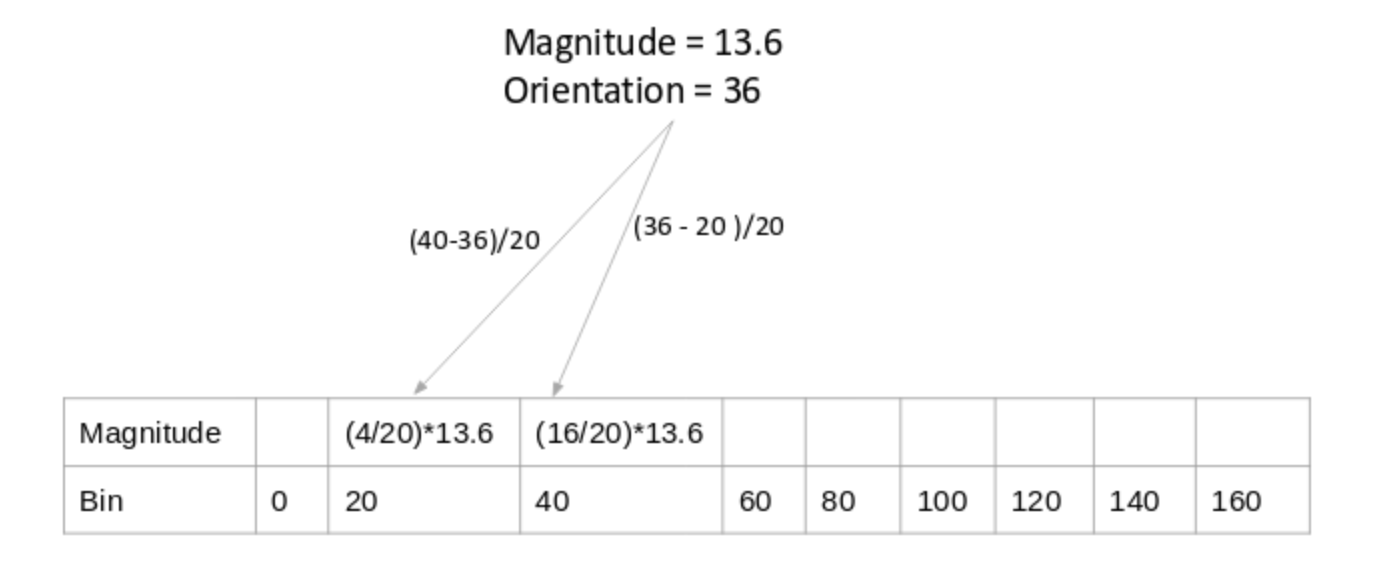 Magnitude = 13.6
Orientation = 36
(40-36)/20
(36 - 20 )/20
Magnitude (4/20)*13.6 (16/20)*13.6
Bin 0 20 40 60 80 100 120 140 160